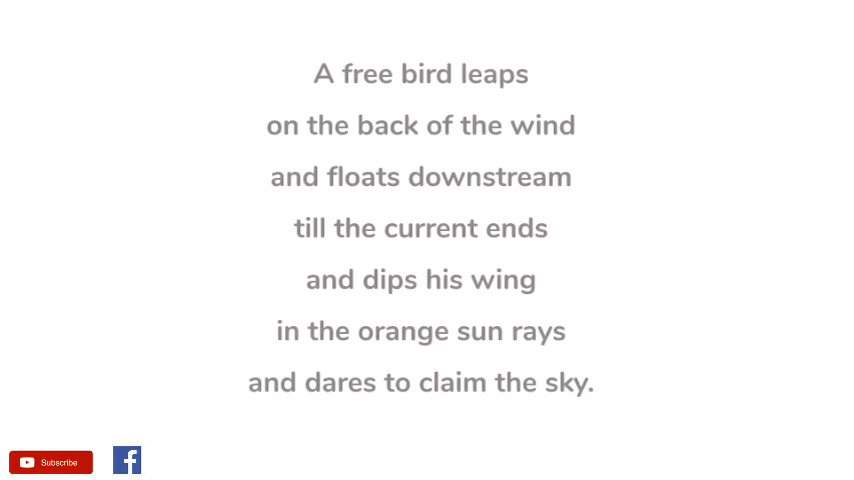 A free bird leaps
on the back of the wind
and floats downstream
till the current ends
and dips his wing
in the orange sun rays
and dares to claim the sky.
Subscribe